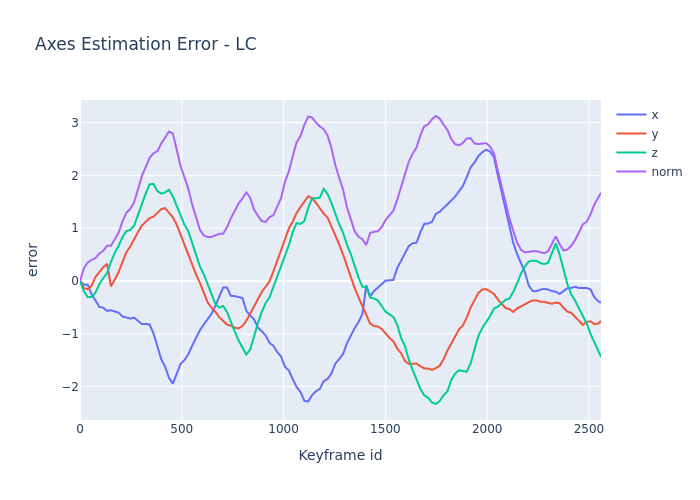 Axes Estimation Error - LC
x
y
z
norm
3
2
1
0
−1
−2
error
0
500
1000
1500
2000
2500
Keyframe id